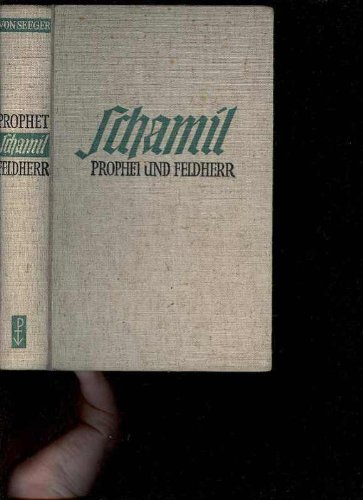 VON SEEGER
PROPHET
Schamil
FELDHERR
Schamil
PROPHET UND FELDHERR